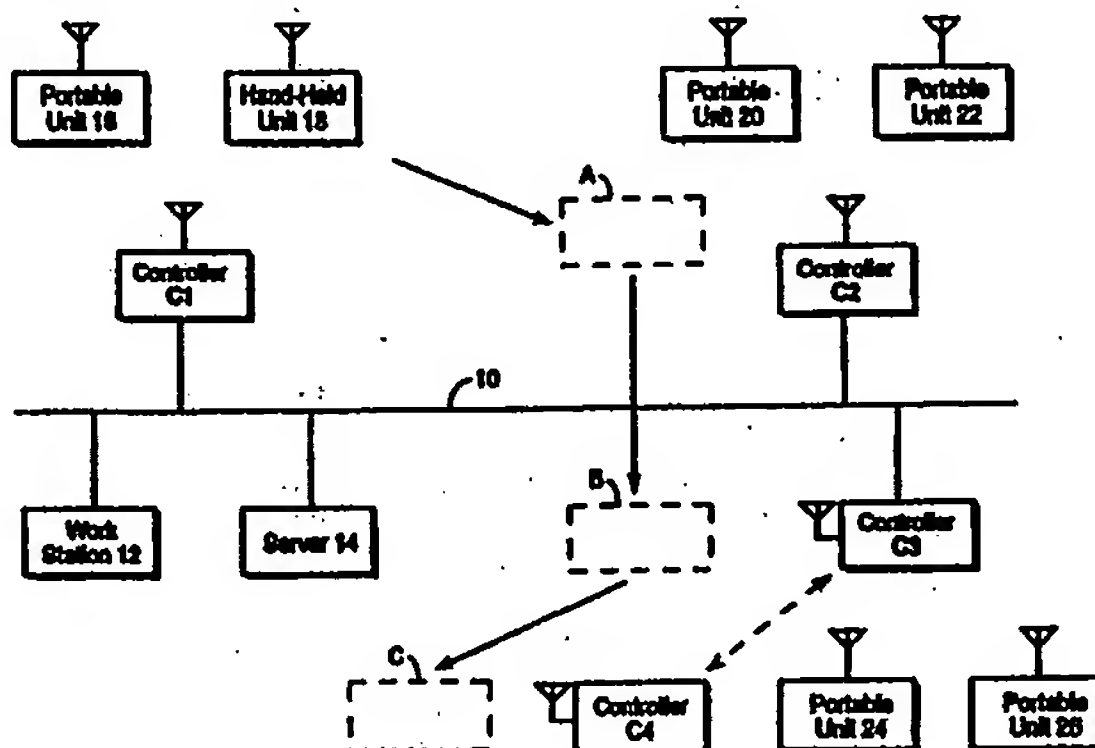 Portable
Unit 16
Hand-Held
Unit 18
Portable
Unit 20
Portable
Unit 22
A
Controller
C1
Controller
C2
10
B
Work
Station 12
Server 14
Controller
C3
C
Controller
C4
Portable
Unit 24
Portable
Unit 26